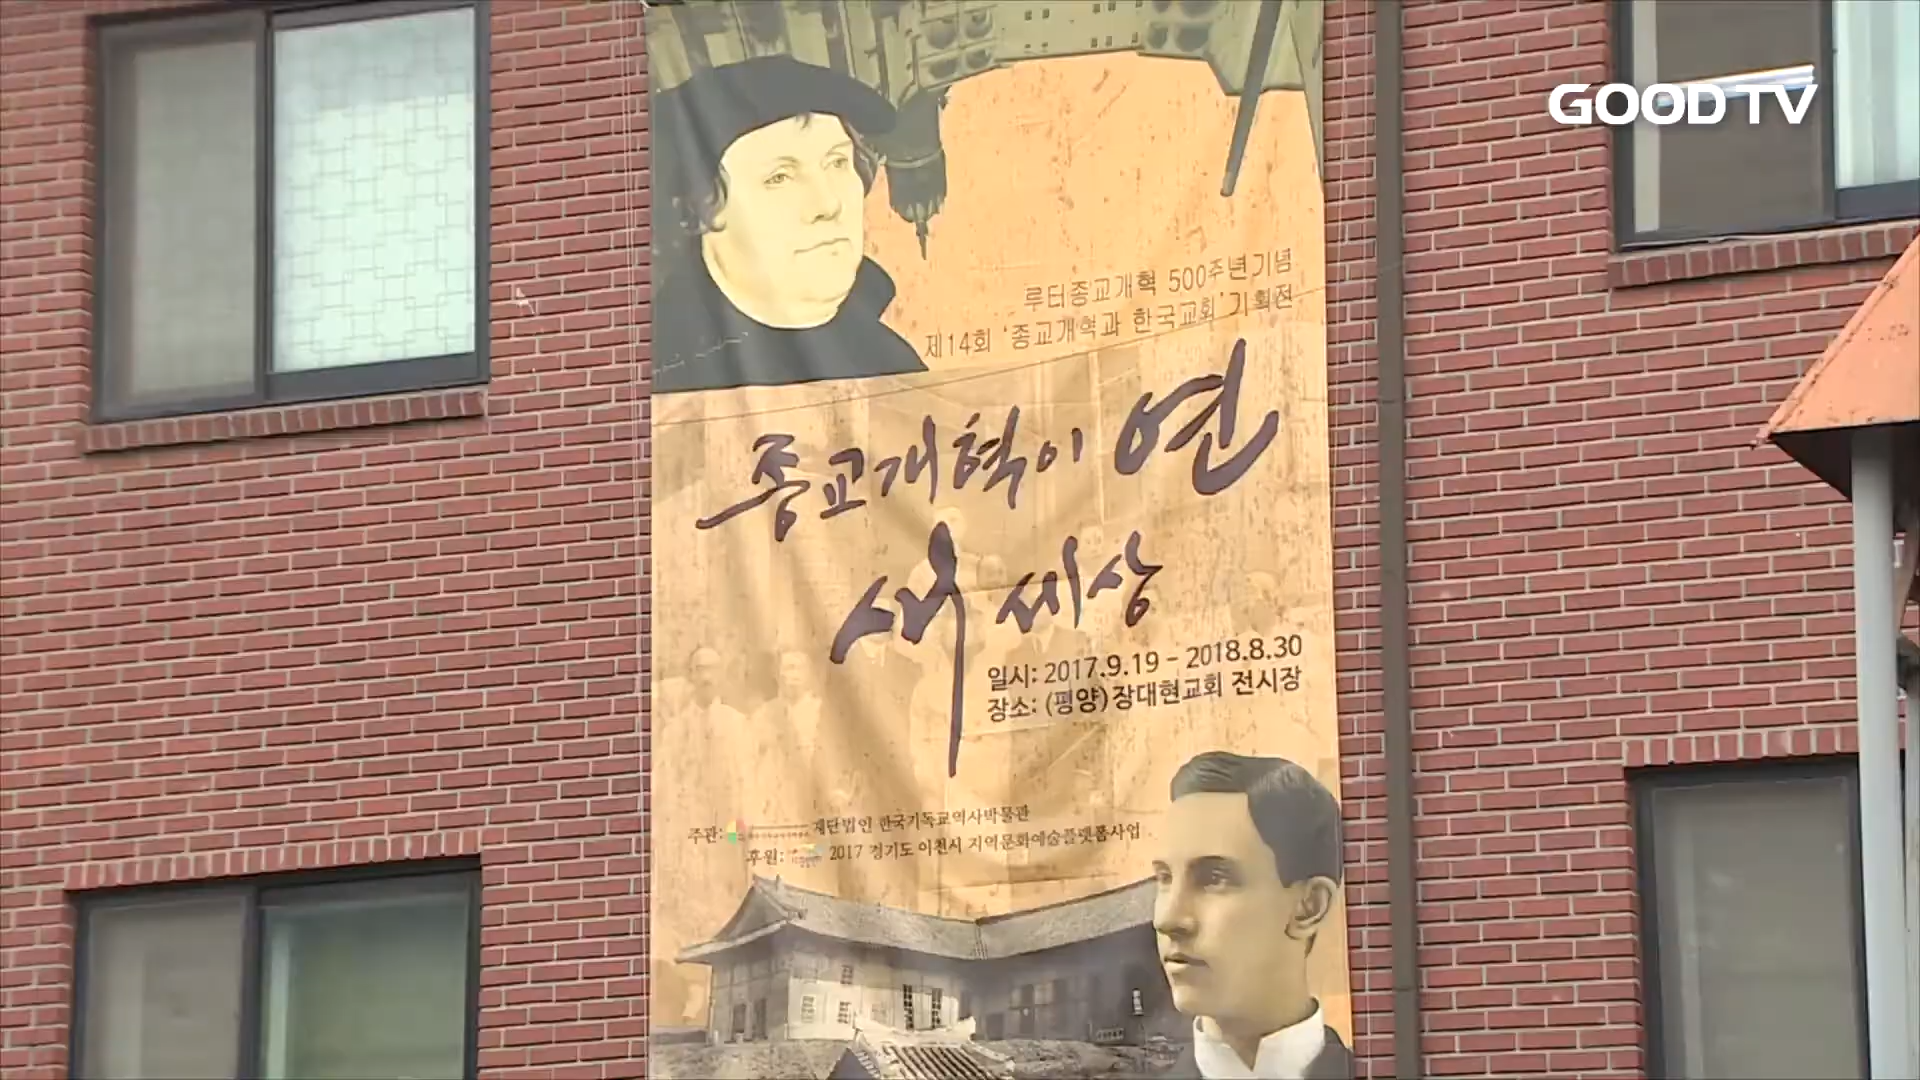 GOOD TV
루터종교개혁 500주년기념
제14회 '종교개혁과 한국교회' 기획전
종교개혁이 연
새 세상
일시: 2017.9.19 - 2018.8.30
장소: (평양)장대현교회 전시장
주관: 재단법인 한국기독교역사박물관
후원: 2017 경기도 이천시 지역문화예술플랫폼사업